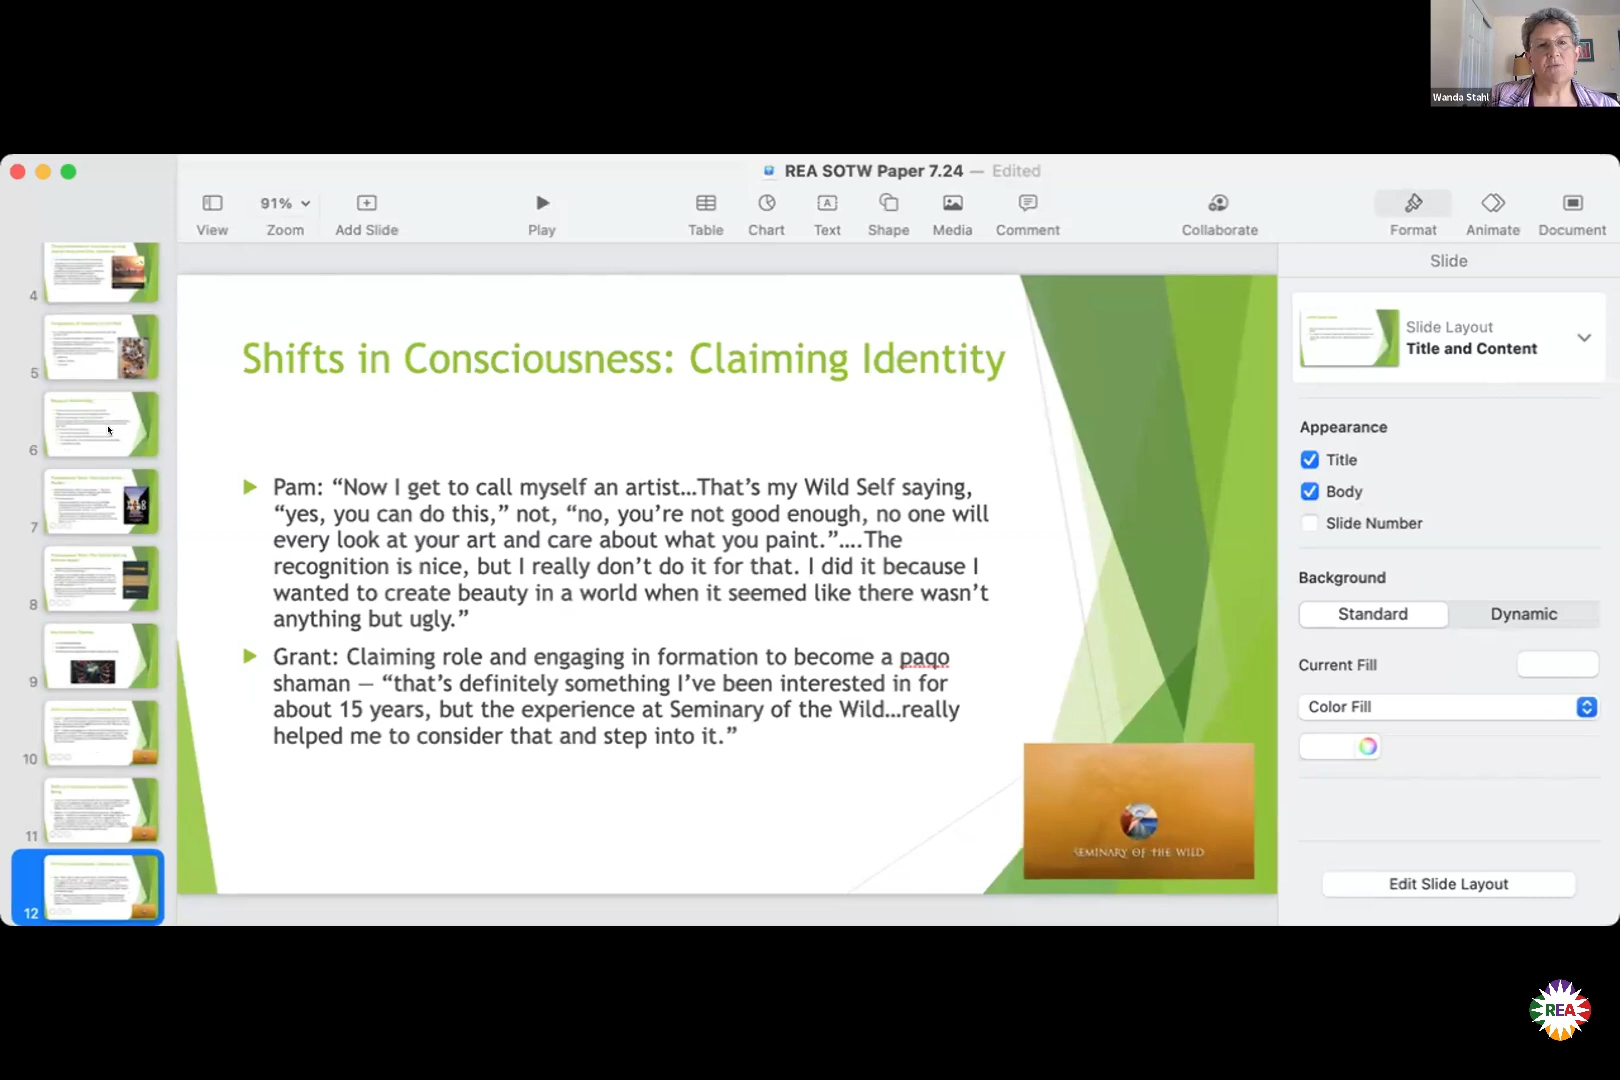 Wanda Stahl
REA SOTW Paper 7.24 — Edited
91%
View
Zoom
Add Slide
Play
Table
Chart
Text
Shape
Media
Comment
Collaborate
Format
Animate
Document
4
5
6
7
8
9
10
11
12
Shifts in Consciousness: Claiming Identity
Pam: “Now I get to call myself an artist...That’s my Wild Self saying,
“yes, you can do this,” not, “no, you’re not good enough, no one will
every look at your art and care about what you paint.”....The
recognition is nice, but I really don’t do it for that. I did it because I
wanted to create beauty in a world when it seemed like there wasn’t
anything but ugly.”
Grant: Claiming role and engaging in formation to become a paqo
shaman — “that’s definitely something I’ve been interested in for
about 15 years, but the experience at Seminary of the Wild...really
helped me to consider that and step into it.”
SEMINARY OF THE WILD
Slide
Slide Layout
Title and Content
Appearance
Title
Body
Slide Number
Background
Standard
Dynamic
Current Fill
Color Fill
Edit Slide Layout
REA